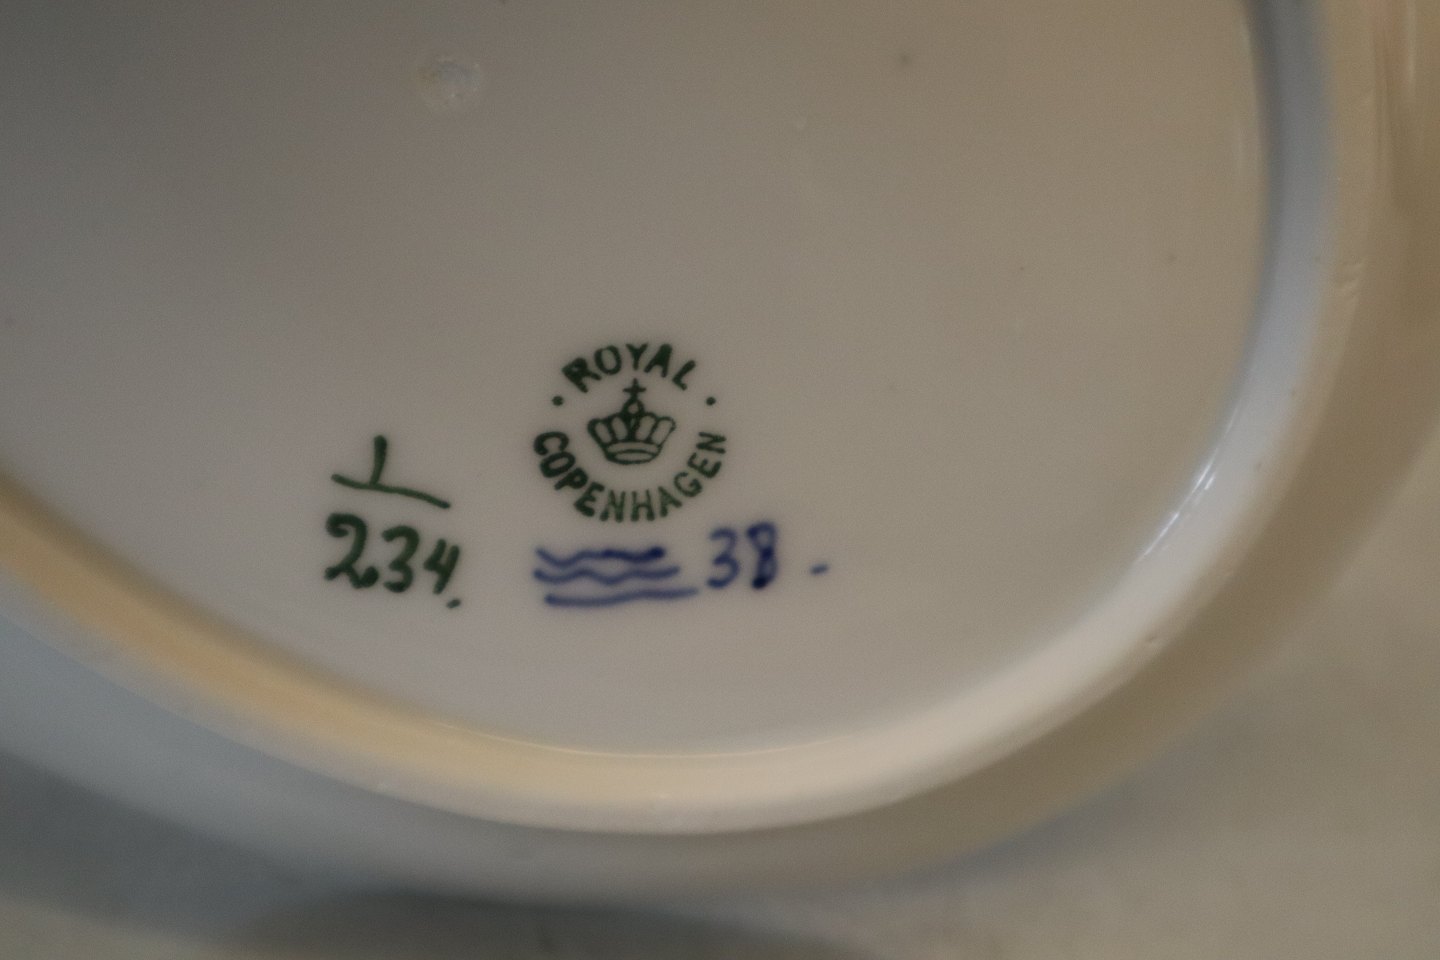 ROYAL
COPENHAGEN
1
234.
38-